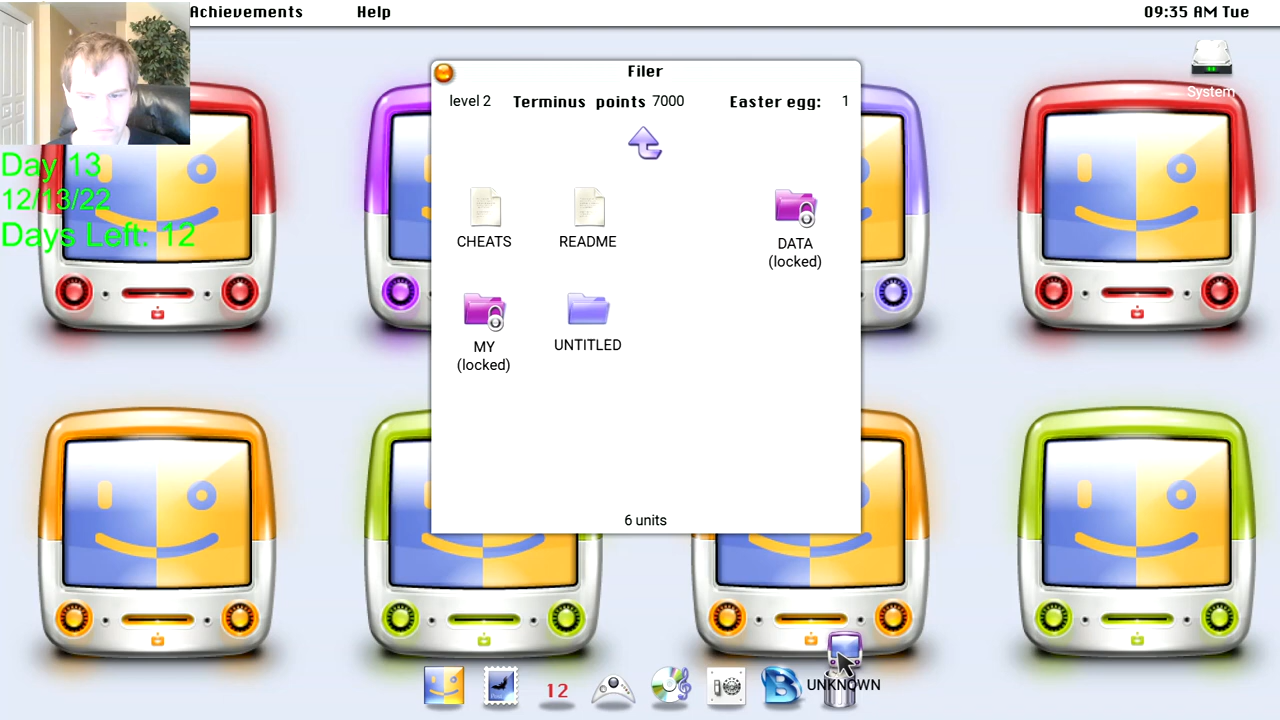 Achievements Help 09:35 AM Tue
Filer
level 2 Terminus points 7000 Easter egg: 1
System
Day 13
12/13/22
Days Left: 12
CHEATS README DATA
(locked)
MY
(locked)
UNTITLED
6 units
12
UNKNOWN